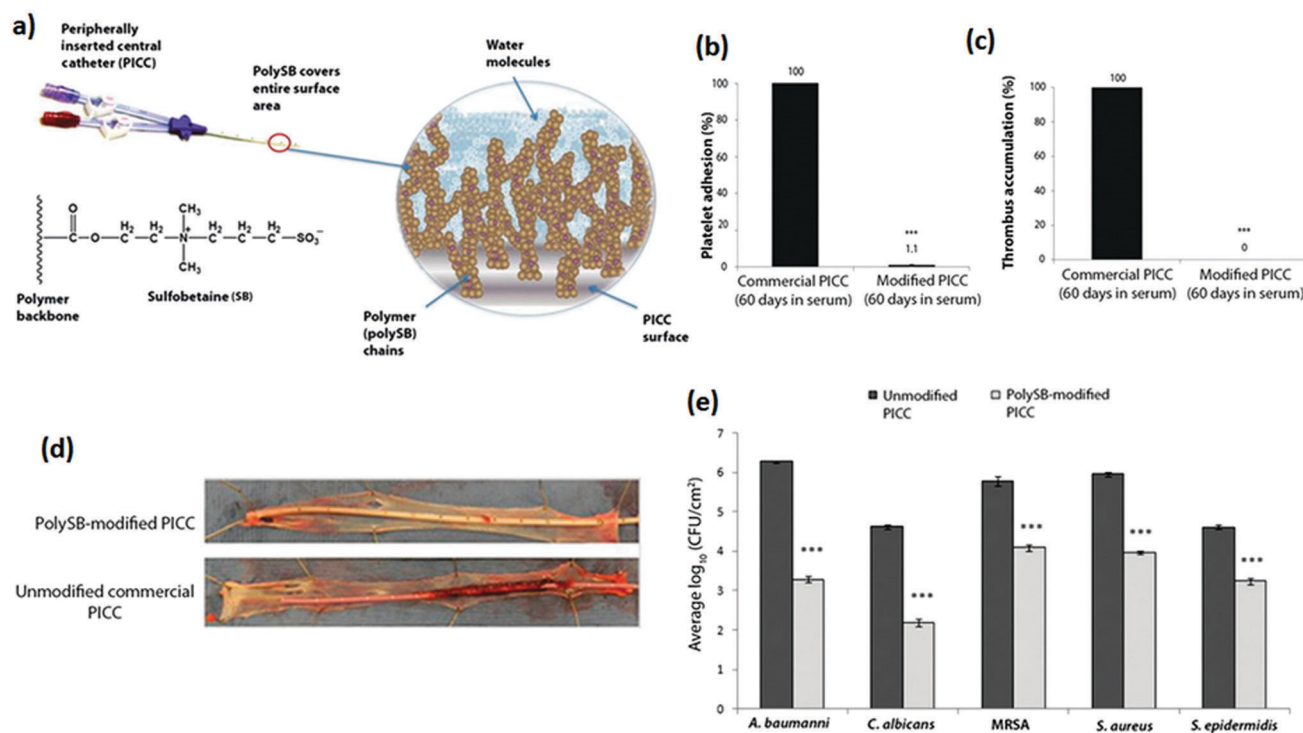 a)
Peripherally
inserted central
catheter (PICC)
PolySB covers
entire surface
area
Water
molecules
O
C
O
H2
C
H2
C
CH3
N+
CH3
H2
C
H2
C
H2
C
SO3−
Sulfobetaine (SB)
Polymer
backbone
Polymer
(polySB)
chains
PICC
surface
(b)
Platelet adhesion (%)
100
80
60
40
20
0
100
***
1.1
Commercial PICC
(60 days in serum)
Modified PICC
(60 days in serum)
(c)
Thrombus accumulation (%)
100
80
60
40
20
0
100
***
0
Commercial PICC
(60 days in serum)
Modified PICC
(60 days in serum)
(d)
PolySB-modified PICC
Unmodified commercial
PICC
(e)
Unmodified
PICC
PolySB-modified
PICC
Average log10 (CFU/cm2)
7
6
5
4
3
2
1
0
***
***
***
***
***
A. baumanni
C. albicans
MRSA
S. aureus
S. epidermidis